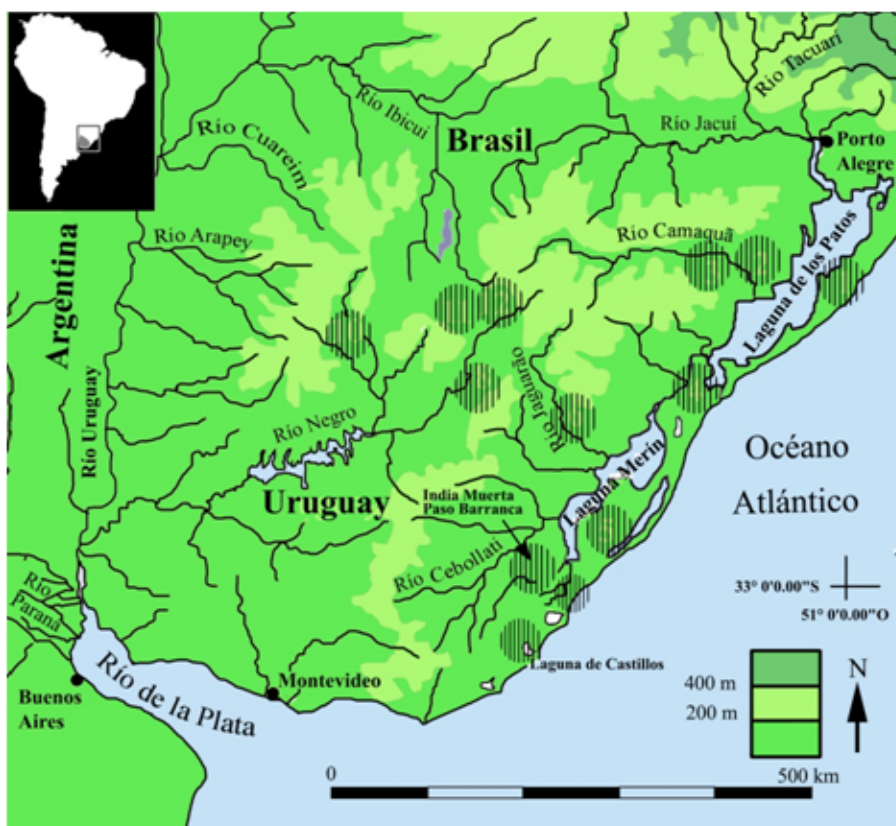 Río Tacuarí
Río Ibicuí
Río Cuareim
Brasil
Río Jacuí
Porto
Alegre
Río Arapey
Río Camaquã
Laguna de los Patos
Argentina
Río Uruguay
Río Jaguarão
Río Negro
Uruguay
India Muerta
Paso Barranca
Laguna Merín
Océano
Atlántico
Río Cebollatí
33° 0'0.00"S
51° 0'0.00"O
Río
Paraná
Río de la Plata
Buenos
Aires
Montevideo
Laguna de Castillos
400 m
200 m
N
0
500 km